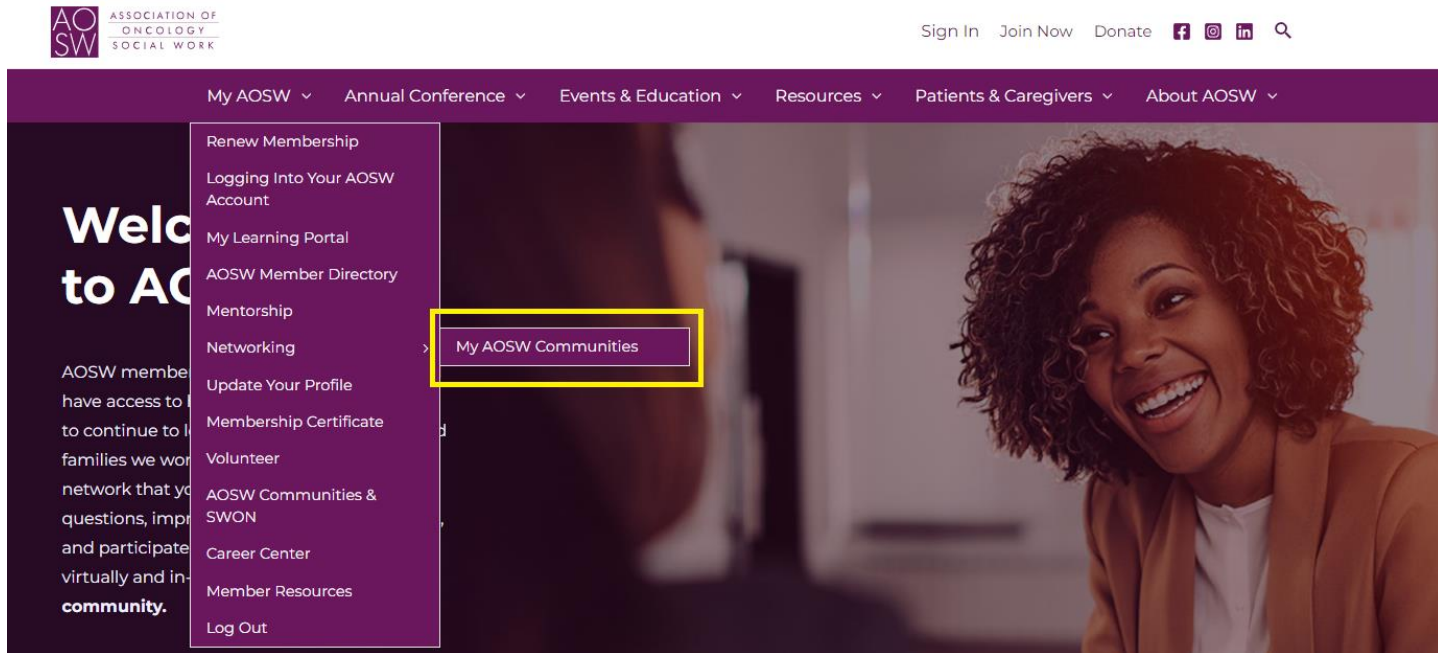 AO
SW
ASSOCIATION OF
ONCOLOGY
SOCIAL WORK
Sign In Join Now Donate
My AOSW Annual Conference Events & Education Resources Patients & Caregivers About AOSW
Renew Membership
Logging Into Your AOSW
Account
My Learning Portal
AOSW Member Directory
Mentorship
Networking
My AOSW Communities
Update Your Profile
Membership Certificate
Volunteer
AOSW Communities &
SWON
Career Center
Member Resources
Log Out
Welc
to AO
AOSW membe
have access to
to continue to
families we wor
network that yo
questions, impr
and participate
virtually and in-
community.